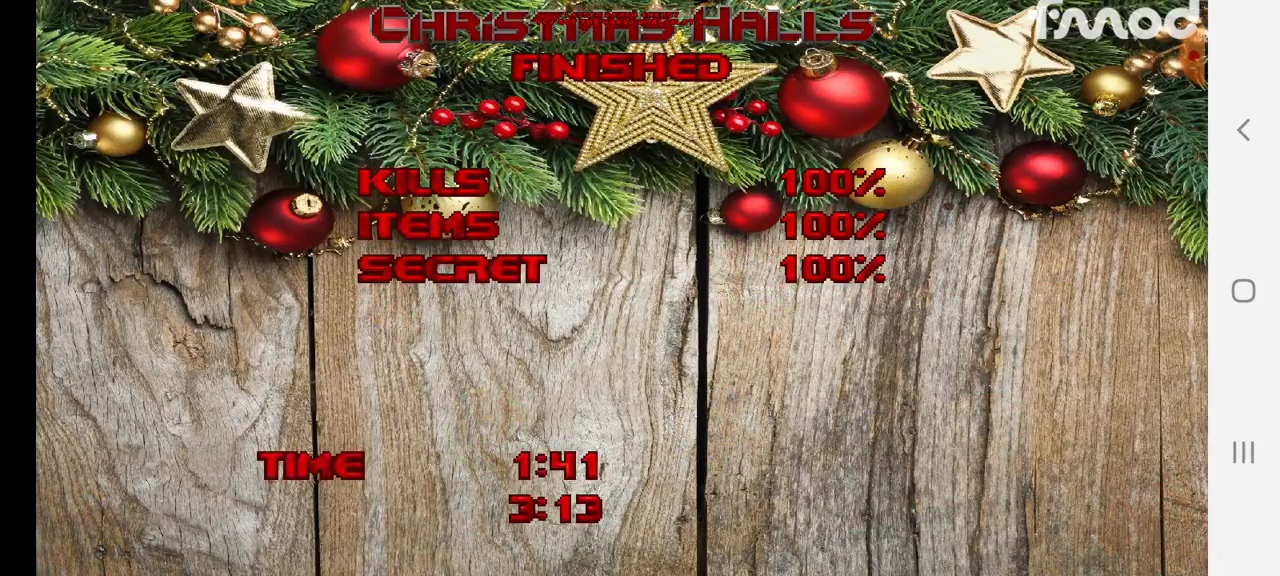 Christmas Halls
fmod
FINISHED
KILLS 100%
ITEMS 100%
SECRET 100%
TIME 1:41
3:13